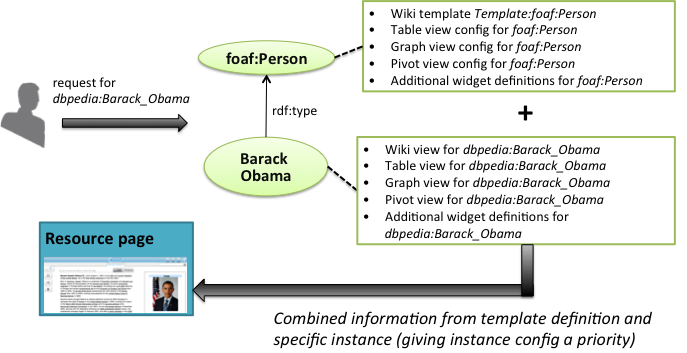 • Wiki template Template:foaf:Person
• Table view config for foaf:Person
• Graph view config for foaf:Person
• Pivot view config for foaf:Person
• Additional widget definitions for foaf:Person
foaf:Person
request for
dbpedia:Barack_Obama
rdf:type
+
Barack
Obama
• Wiki view for dbpedia:Barack_Obama
• Table view for dbpedia:Barack_Obama
• Graph view for dbpedia:Barack_Obama
• Pivot view for dbpedia:Barack_Obama
• Additional widget definitions for
dbpedia:Barack_Obama
Resource page
Combined information from template definition and
specific instance (giving instance config a priority)